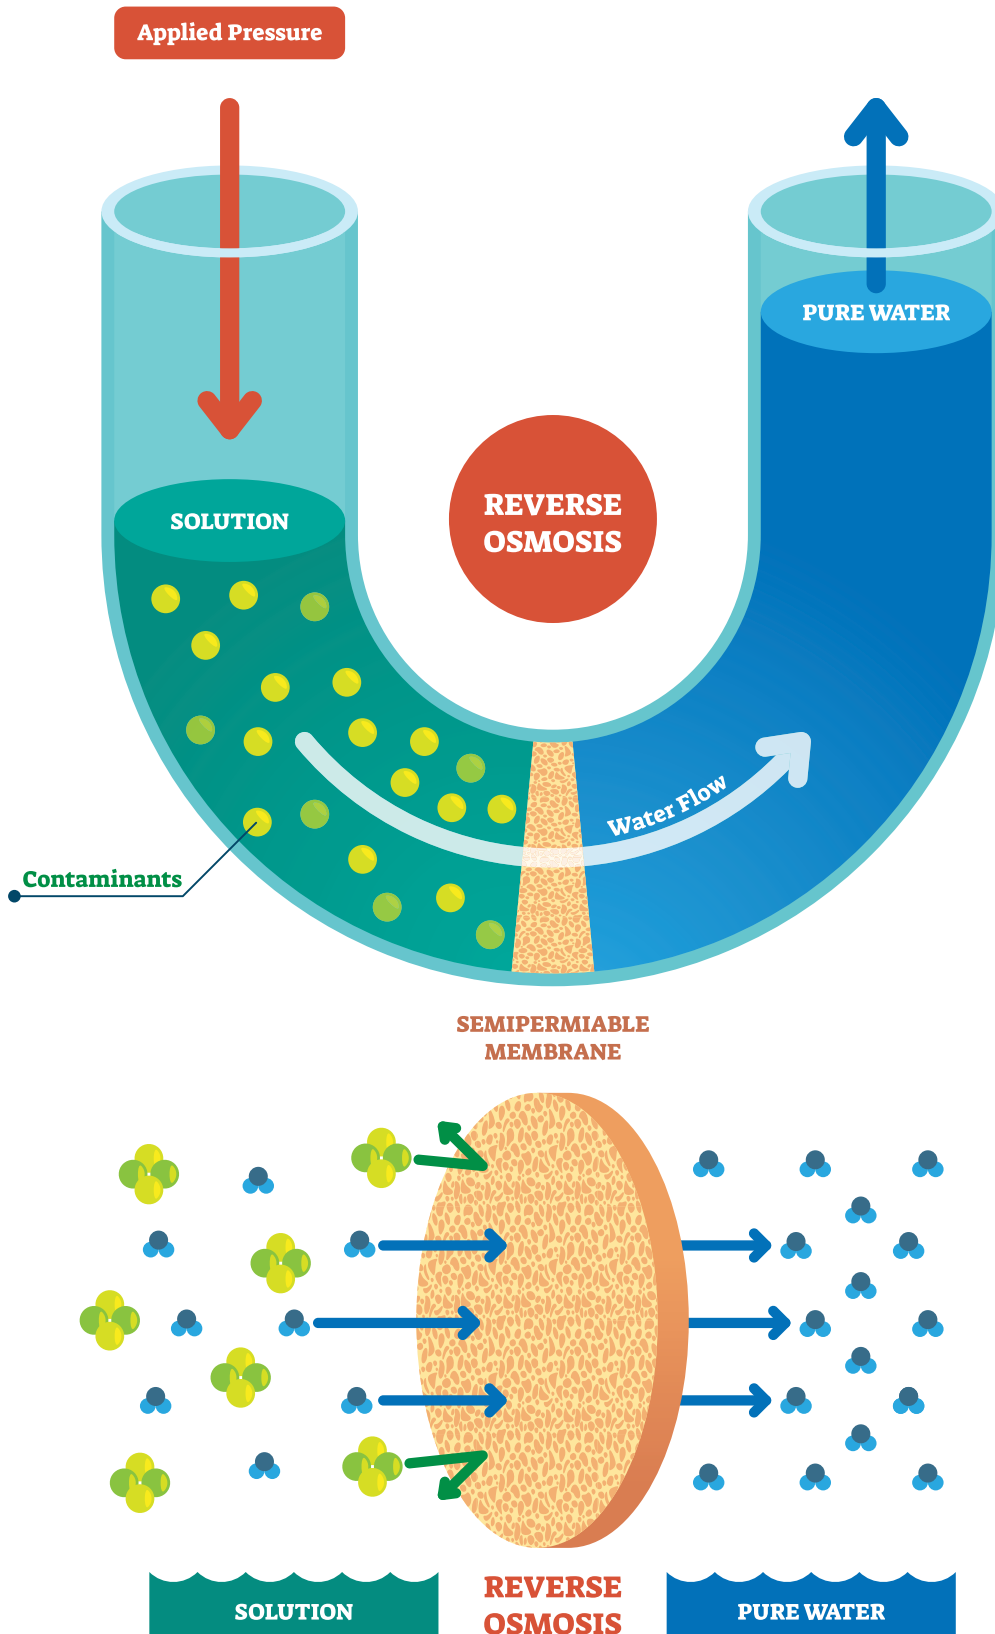 Applied Pressure
PURE WATER
SOLUTION
REVERSE
OSMOSIS
Water Flow
Contaminants
SEMIPERMIABLE
MEMBRANE
SOLUTION
REVERSE
OSMOSIS
PURE WATER